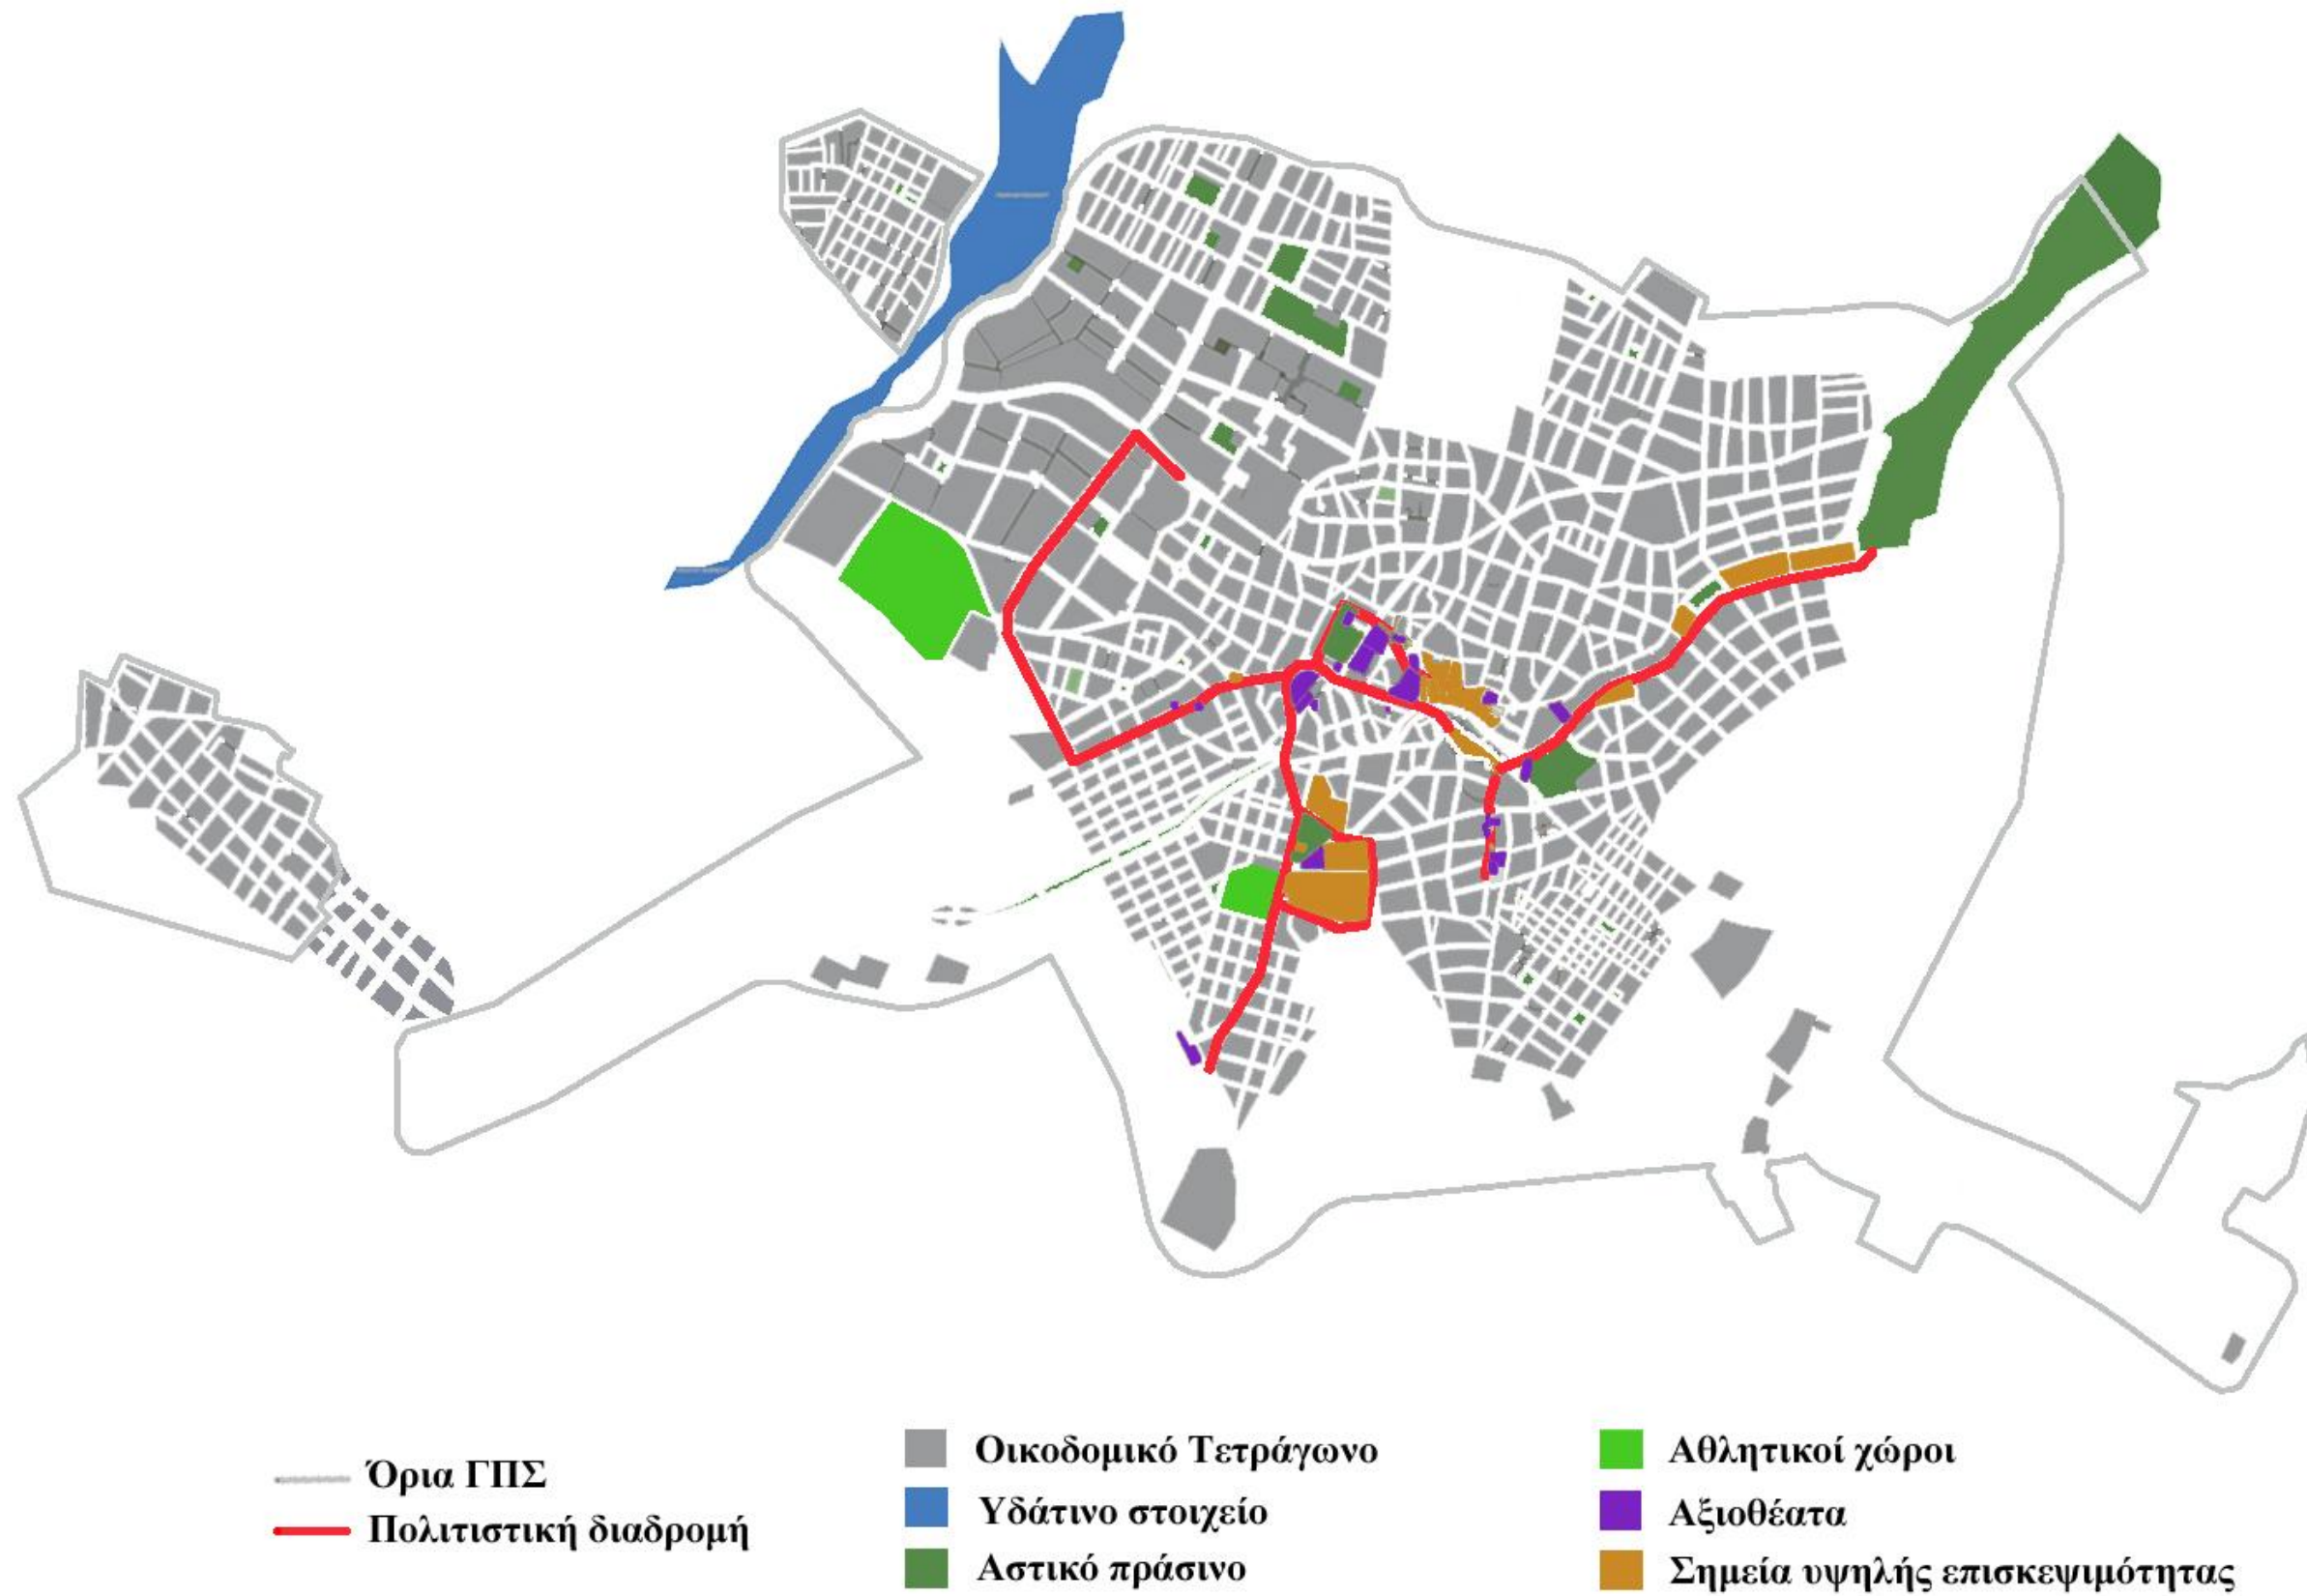 Όρια ΓΠΣ
Πολιτιστική διαδρομή
Οικοδομικό Τετράγωνο
Υδάτινο στοιχείο
Αστικό πράσινο
Αθλητικοί χώροι
Αξιοθέατα
Σημεία υψηλής επισκεψιμότητας